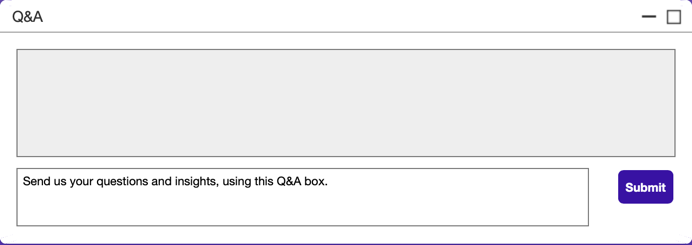 Q&A
Send us your questions and insights, using this Q&A box.
Submit